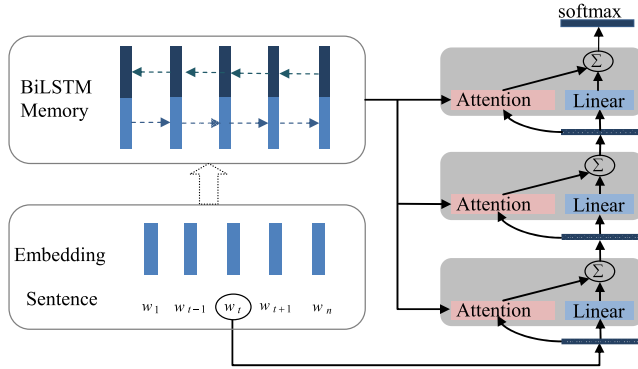 softmax
Σ
Attention Linear
BiLSTM
Memory
Σ
Attention Linear
Embedding
Σ
Sentence
w1 wt−1 wt wt+1 wn
Attention Linear